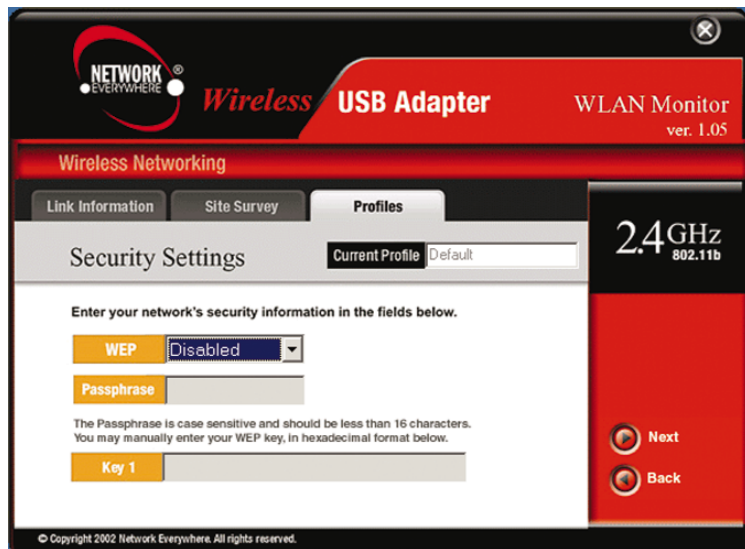 NETWORK ®
EVERYWHERE
Wireless USB Adapter
WLAN Monitor
ver. 1.05
Wireless Networking
Link Information Site Survey Profiles
2.4 GHz
802.11b
Security Settings
Current Profile Default
Enter your network's security information in the fields below.
WEP Disabled
Passphrase
The Passphrase is case sensitive and should be less than 16 characters.
You may manually enter your WEP key, in hexadecimal format below.
Key 1
Next
Back
© Copyright 2002 Network Everywhere. All rights reserved.